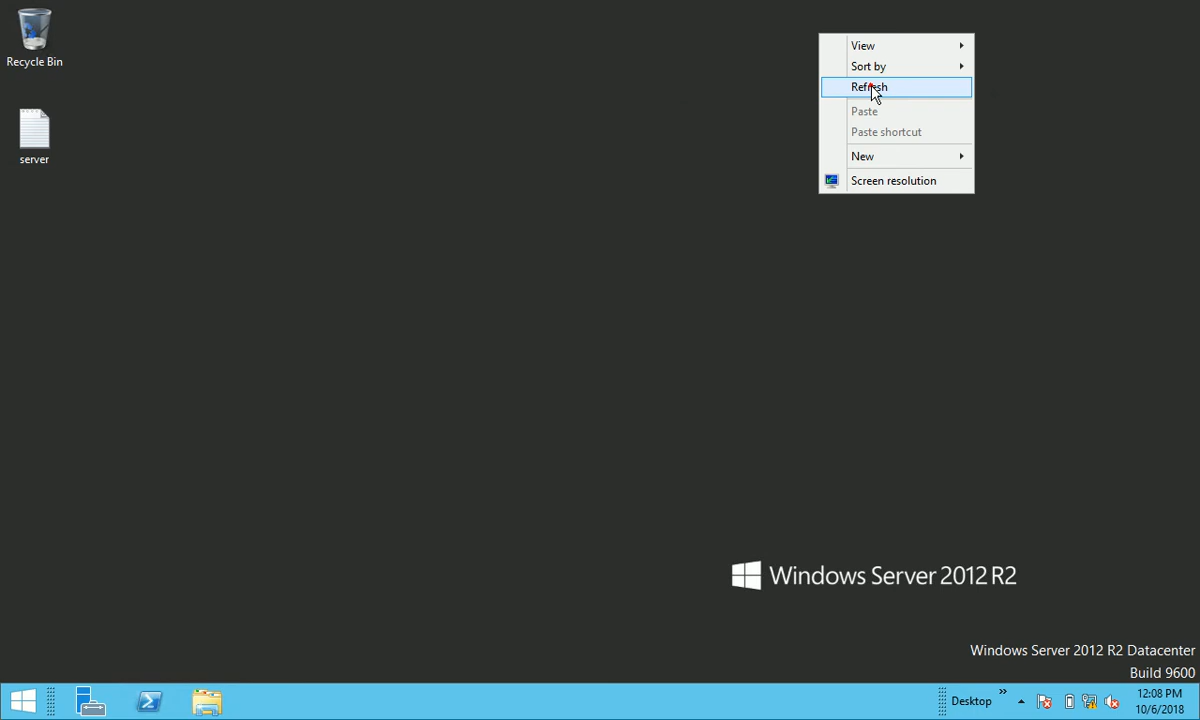 Recycle Bin
server
View
Sort by
Refresh
Paste
Paste shortcut
New
Screen resolution
Windows Server 2012 R2
Windows Server 2012 R2 Datacenter
Build 9600
Desktop
12:08 PM
10/6/2018